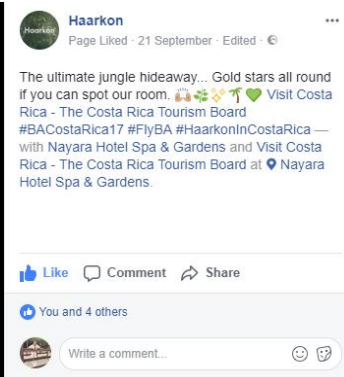 Haarkon
Haarkon
Page Liked · 21 September · Edited ·
The ultimate jungle hideaway... Gold stars all round
if you can spot our room. 🙌🌿✨🌴💚 Visit Costa
Rica - The Costa Rica Tourism Board
#BACostaRica17 #FlyBA #HaarkonInCostaRica —
with Nayara Hotel Spa & Gardens and Visit Costa
Rica - The Costa Rica Tourism Board at Nayara
Hotel Spa & Gardens.
Like Comment Share
You and 4 others
Write a comment...